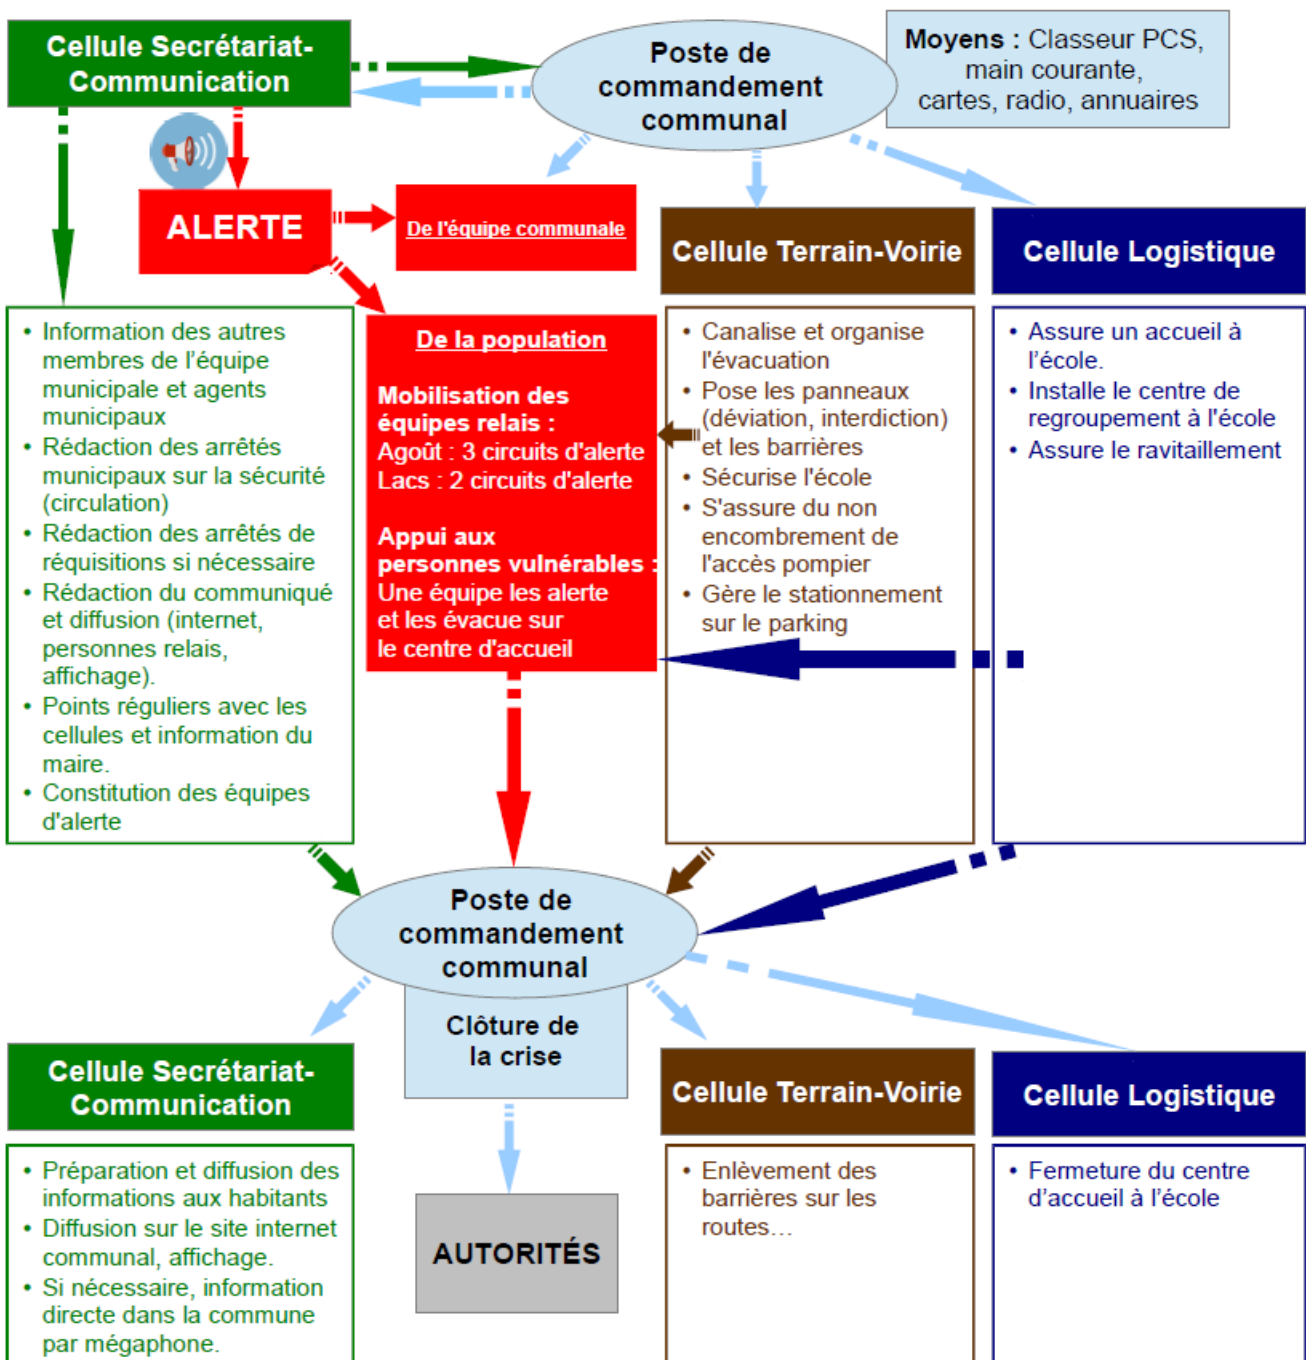 Cellule Secrétariat-
Communication
Poste de
commandement
communal
Moyens : Classeur PCS,
main courante,
cartes, radio, annuaires
ALERTE
De l'équipe communale
Cellule Terrain-Voirie
Cellule Logistique
• Information des autres
membres de l’équipe
municipale et agents
municipaux
• Rédaction des arrêtés
municipaux sur la sécurité
(circulation)
• Rédaction des arrêtés de
réquisitions si nécessaire
• Rédaction du communiqué
et diffusion (internet,
personnes relais,
affichage).
• Points réguliers avec les
cellules et information du
maire.
• Constitution des équipes
d'alerte
De la population
Mobilisation des
équipes relais :
Agoût : 3 circuits d'alerte
Lacs : 2 circuits d'alerte
Appui aux
personnes vulnérables :
Une équipe les alerte
et les évacue sur
le centre d'accueil
• Canalise et organise
l'évacuation
• Pose les panneaux
(déviation, interdiction)
et les barrières
• Sécurise l'école
• S'assure du non
encombrement de
l'accès pompier
• Gère le stationnement
sur le parking
• Assure un accueil à
l’école.
• Installe le centre de
regroupement à l'école
• Assure le ravitaillement
Poste de
commandement
communal
Clôture de
la crise
Cellule Secrétariat-
Communication
Cellule Terrain-Voirie
Cellule Logistique
• Préparation et diffusion des
informations aux habitants
• Diffusion sur le site internet
communal, affichage.
• Si nécessaire, information
directe dans la commune
par mégaphone.
AUTORITÉS
• Enlèvement des
barrières sur les
routes…
• Fermeture du centre
d’accueil à l’école